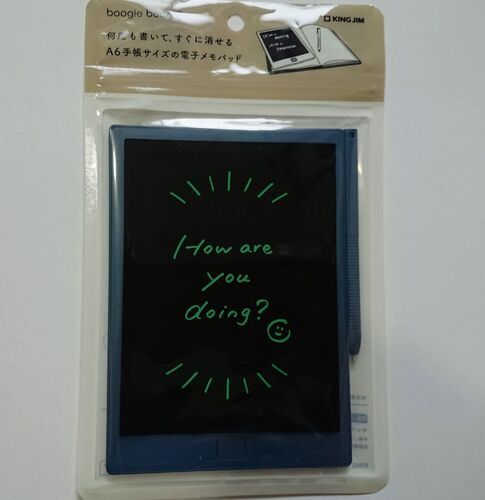 boogie boo
KING JIM
何度も書いて、すぐに消せる
A6手帳サイズの電子メモパッド
How are
you
doing?